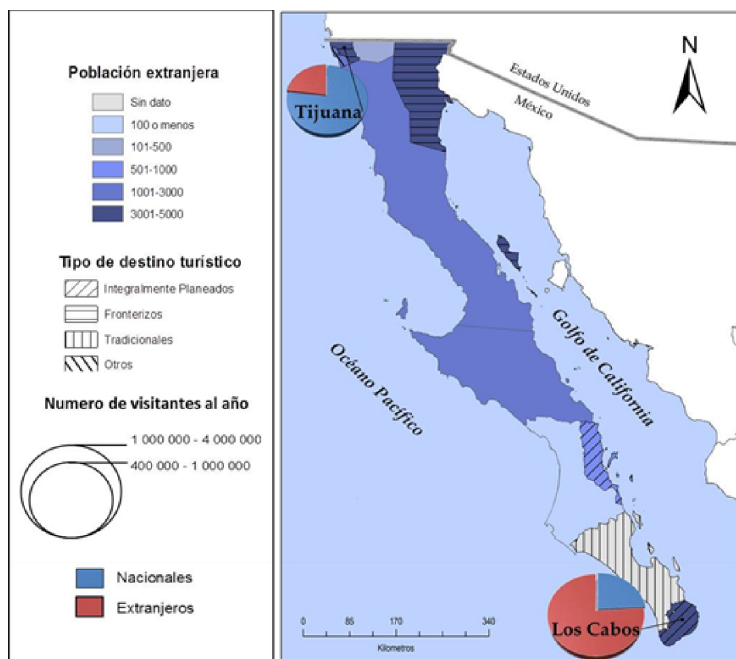 Población extranjera
Sin dato
100 o menos
101-500
501-1000
1001-3000
3001-5000
Tipo de destino turístico
Integralmente Planeados
Fronterizos
Tradicionales
Otros
Numero de visitantes al año
1 000 000 - 4 000 000
400 000 - 1 000 000
Nacionales
Extranjeros
N
Estados Unidos
México
Tijuana
Golfo de California
Océano Pacífico
Los Cabos
0 85 170 340
Kilometros